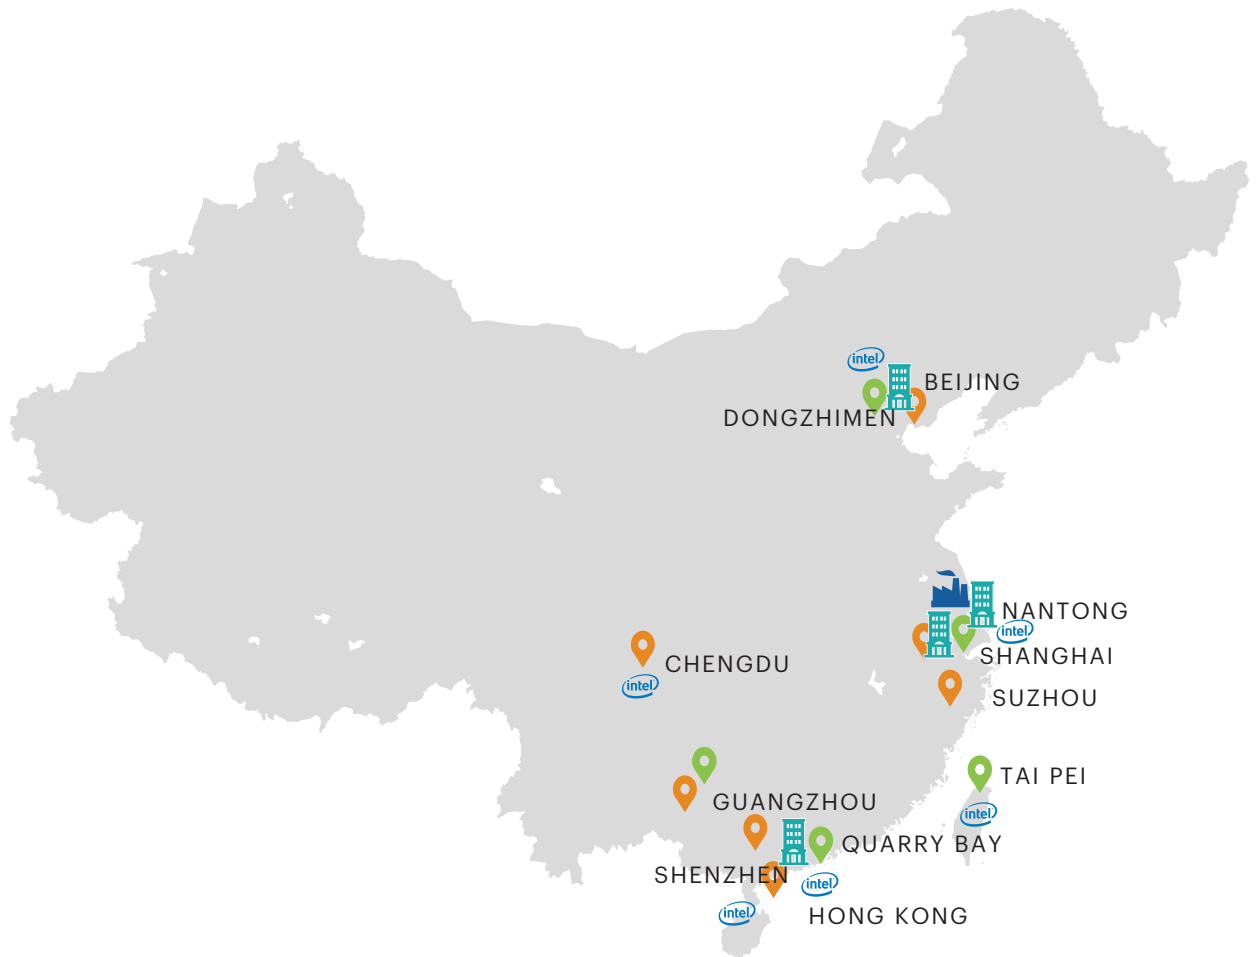 intel
BEIJING
DONGZHIMEN
NANTONG
intel
SHANGHAI
CHENGDU
intel
SUZHOU
TAI PEI
GUANGZHOU
intel
QUARRY BAY
SHENZHEN
intel
intel
HONG KONG